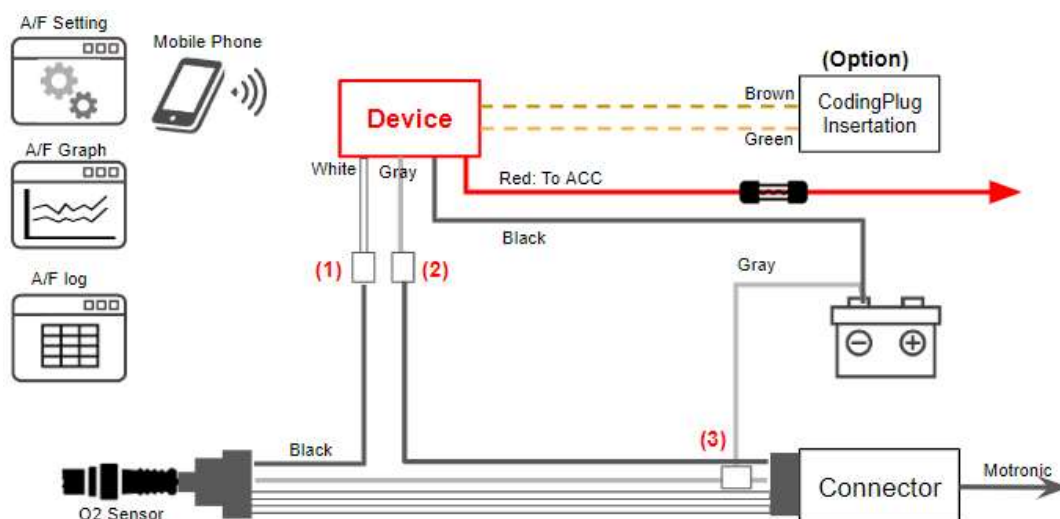 A/F Setting
Mobile Phone
(Option)
Brown
CodingPlug
Insertation
Device
Green
A/F Graph
White
Gray
Red: To ACC
Black
(1)
(2)
Gray
A/F log
(3)
Black
Connector
Motronic
O2 Sensor